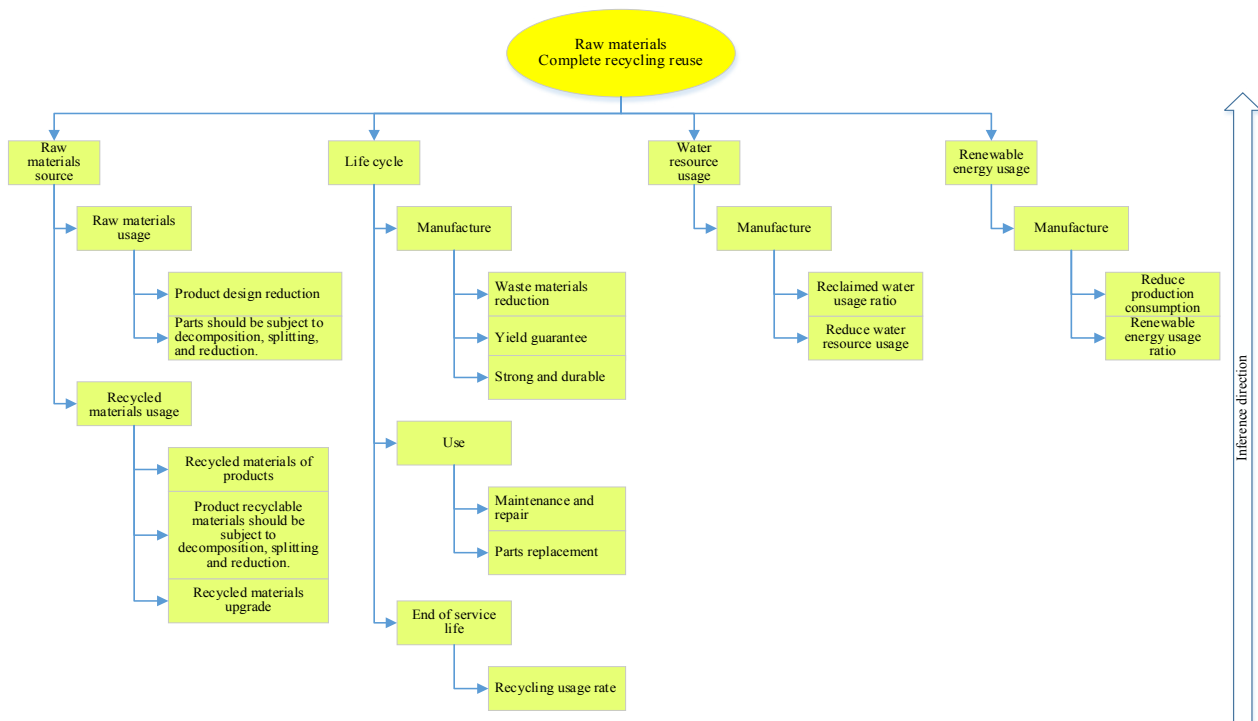 Raw materials
Complete recycling reuse
Raw
materials
source
Life cycle
Water
resource
usage
Renewable
energy usage
Raw materials
usage
Manufacture
Manufacture
Manufacture
Product design reduction
Parts should be subject to
decomposition, splitting,
and reduction.
Waste materials
reduction
Yield guarantee
Strong and durable
Reclaimed water
usage ratio
Reduce water
resource usage
Reduce
production
consumption
Renewable
energy usage
ratio
Recycled
materials usage
Use
Recycled materials of
products
Product recyclable
materials should be
subject to
decomposition, splitting
and reduction.
Recycled materials
upgrade
Maintenance and
repair
Parts replacement
End of service
life
Recycling usage rate
Inference direction